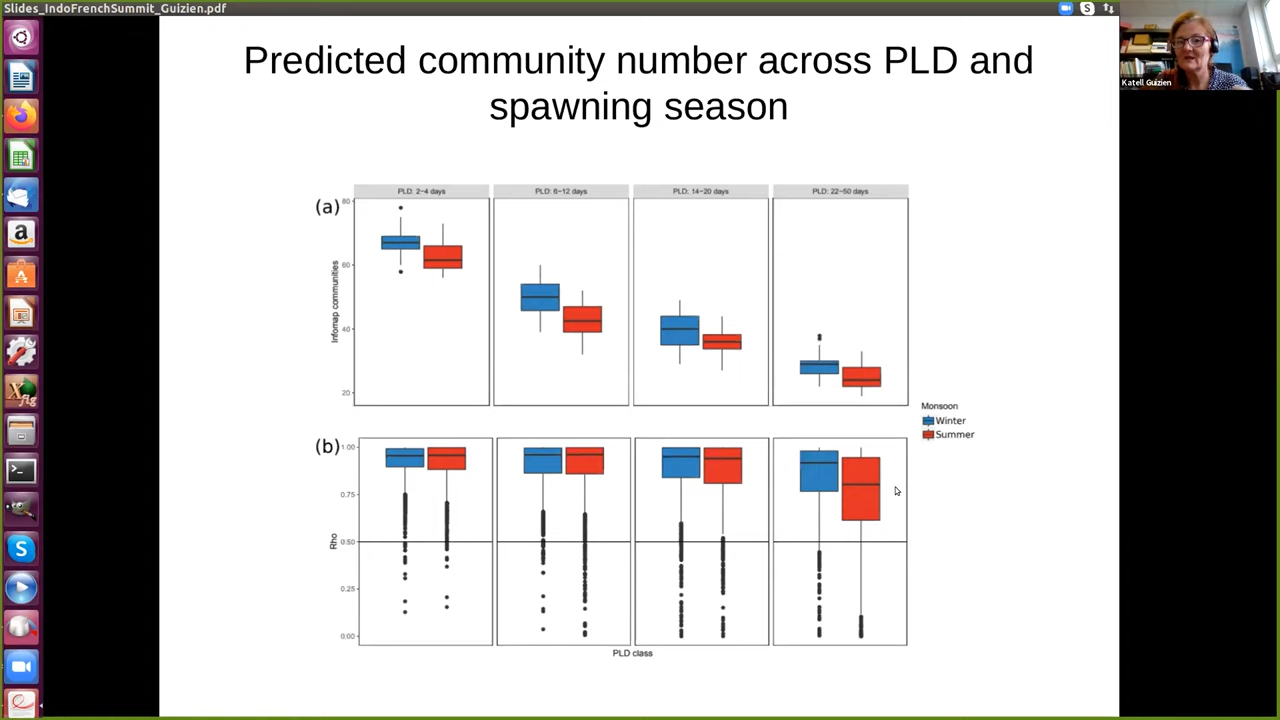 Slides_IndoFrenchSummit_Guizien.pdf
Katell Guizien
Predicted community number across PLD and
spawning season
PLD: 2-4 days
PLD: 6-12 days
PLD: 14-20 days
PLD: 22-50 days
(a)
80
60
40
20
Infomap communities
Monsoon
Winter
Summer
(b)
1.00
0.75
0.50
0.25
0.00
Rho
PLD class